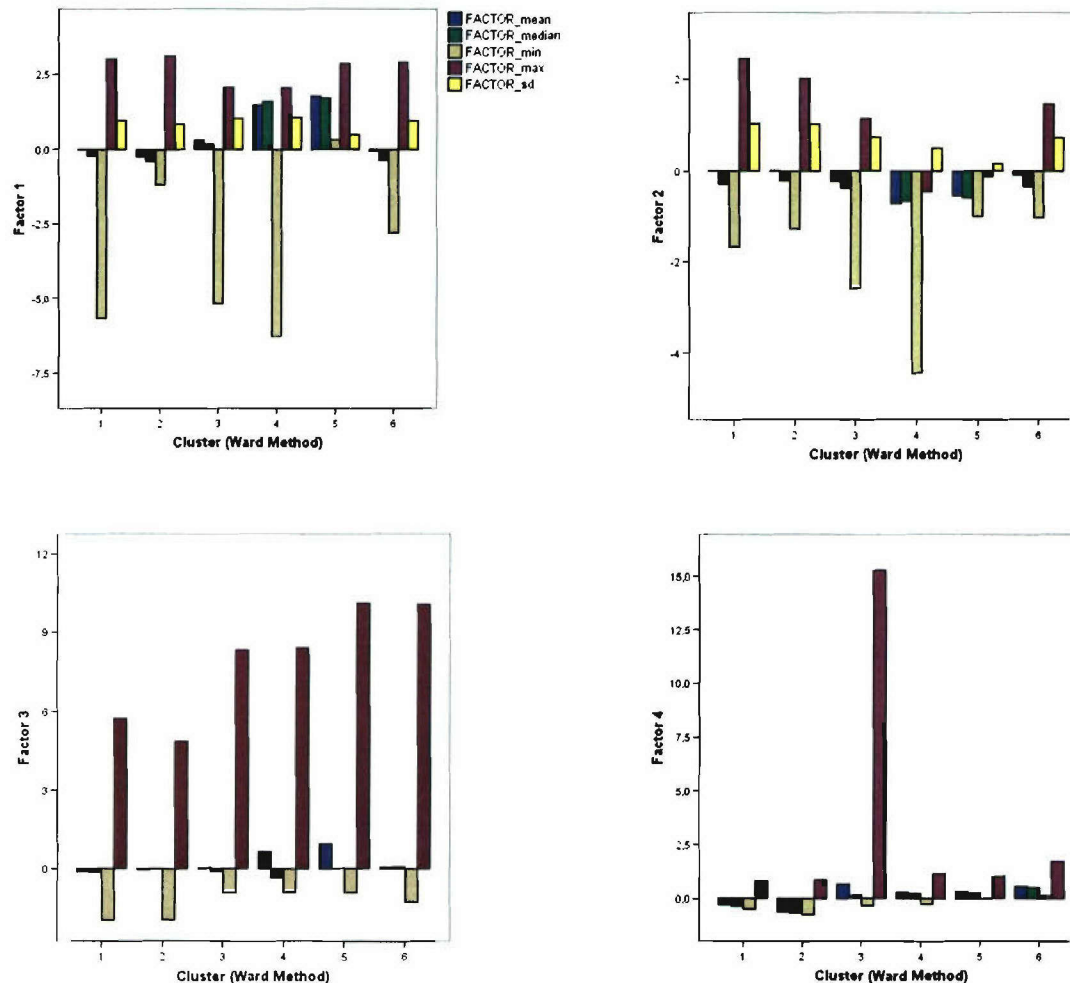 FACTOR_mean
FACTOR_median
FACTOR_min
FACTOR_max
FACTOR_sd
2.5
0.0
-2.5
-5.0
-7.5
Factor 1
1 2 3 4 5 6
Cluster (Ward Method)
2
0
-2
-4
Factor 2
1 2 3 4 5 6
Cluster (Ward Method)
12
9
6
3
0
Factor 3
1 2 3 4 5 6
Cluster (Ward Method)
15.0
12.5
10.0
7.5
5.0
2.5
0.0
Factor 4
1 2 3 4 5 6
Cluster (Ward Method)